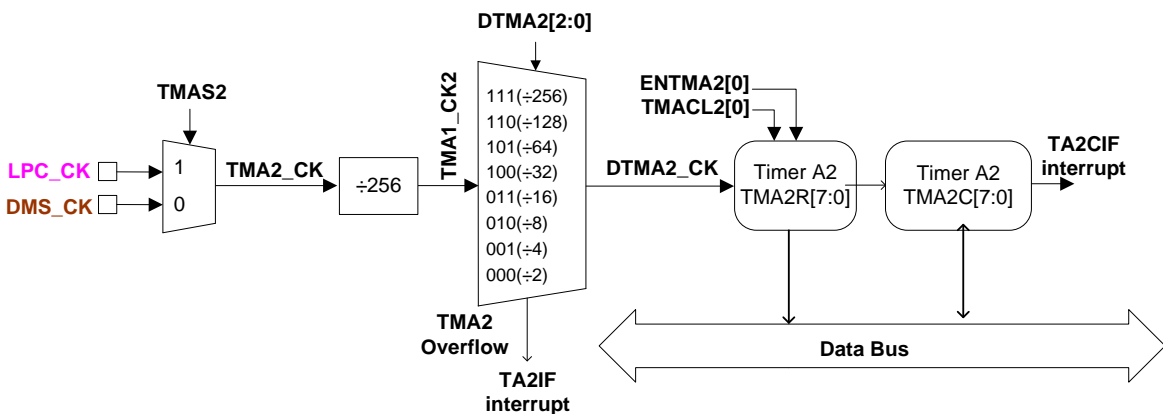 DTMA2[2:0]
TMAS2
LPC_CK
DMS_CK
1
0
TMA2_CK
÷256
TMA1_CK2
111(÷256)
110(÷128)
101(÷64)
100(÷32)
011(÷16)
010(÷8)
001(÷4)
000(÷2)
TMA2
Overflow
TA2IF
interrupt
DTMA2_CK
ENTMA2[0]
TMACL2[0]
Timer A2
TMA2R[7:0]
Timer A2
TMA2C[7:0]
TA2CIF
interrupt
Data Bus